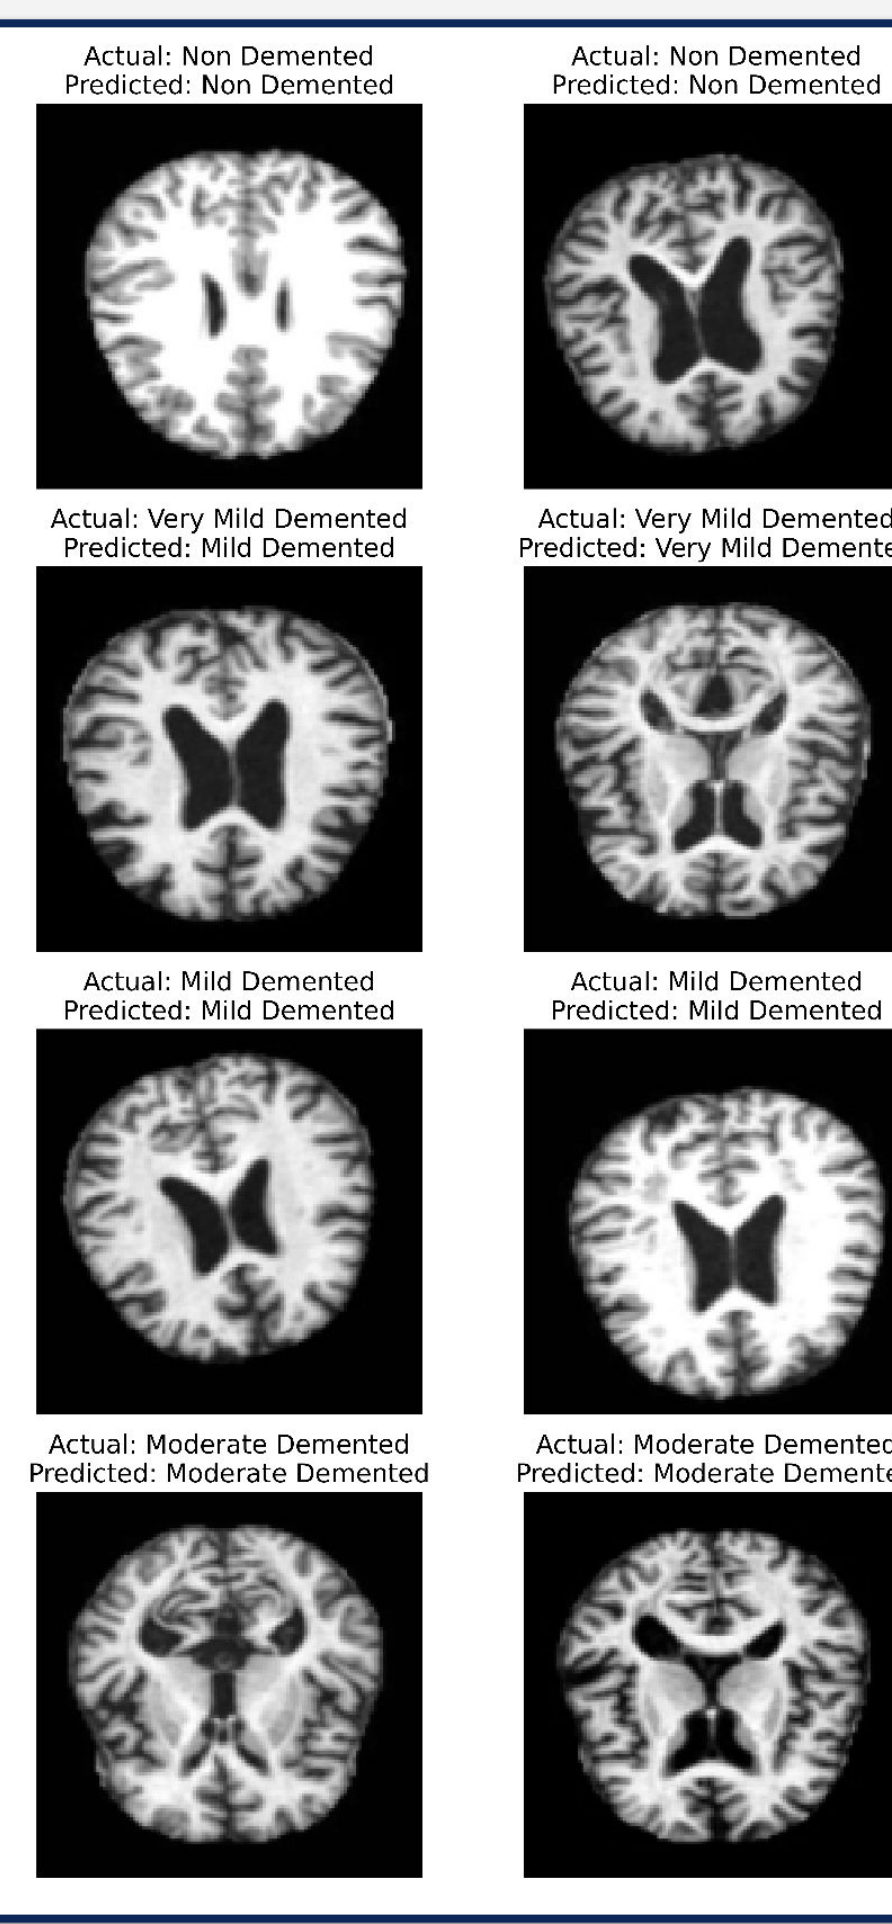 Actual: Non Demented
Predicted: Non Demented
Actual: Non Demented
Predicted: Non Demented
Actual: Very Mild Demented
Predicted: Mild Demented
Actual: Very Mild Demented
Predicted: Very Mild Demente
Actual: Mild Demented
Predicted: Mild Demented
Actual: Mild Demented
Predicted: Mild Demented
Actual: Moderate Demented
Predicted: Moderate Demented
Actual: Moderate Demented
Predicted: Moderate Demente